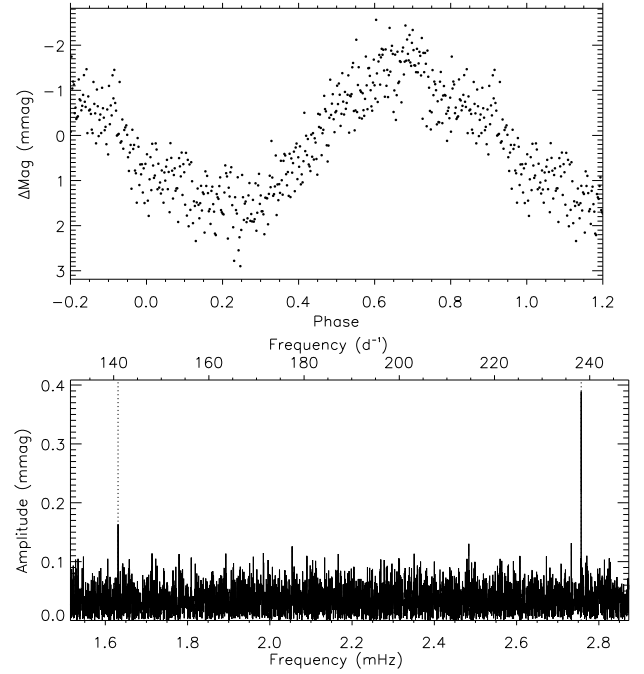 −2
−1
0
1
2
3
ΔMag (mmag)
−0.2 0.0 0.2 0.4 0.6 0.8 1.0 1.2
Phase
Frequency (d⁻¹)
140 160 180 200 220 240
0.4
0.3
0.2
0.1
0.0
Amplitude (mmag)
1.6 1.8 2.0 2.2 2.4 2.6 2.8
Frequency (mHz)